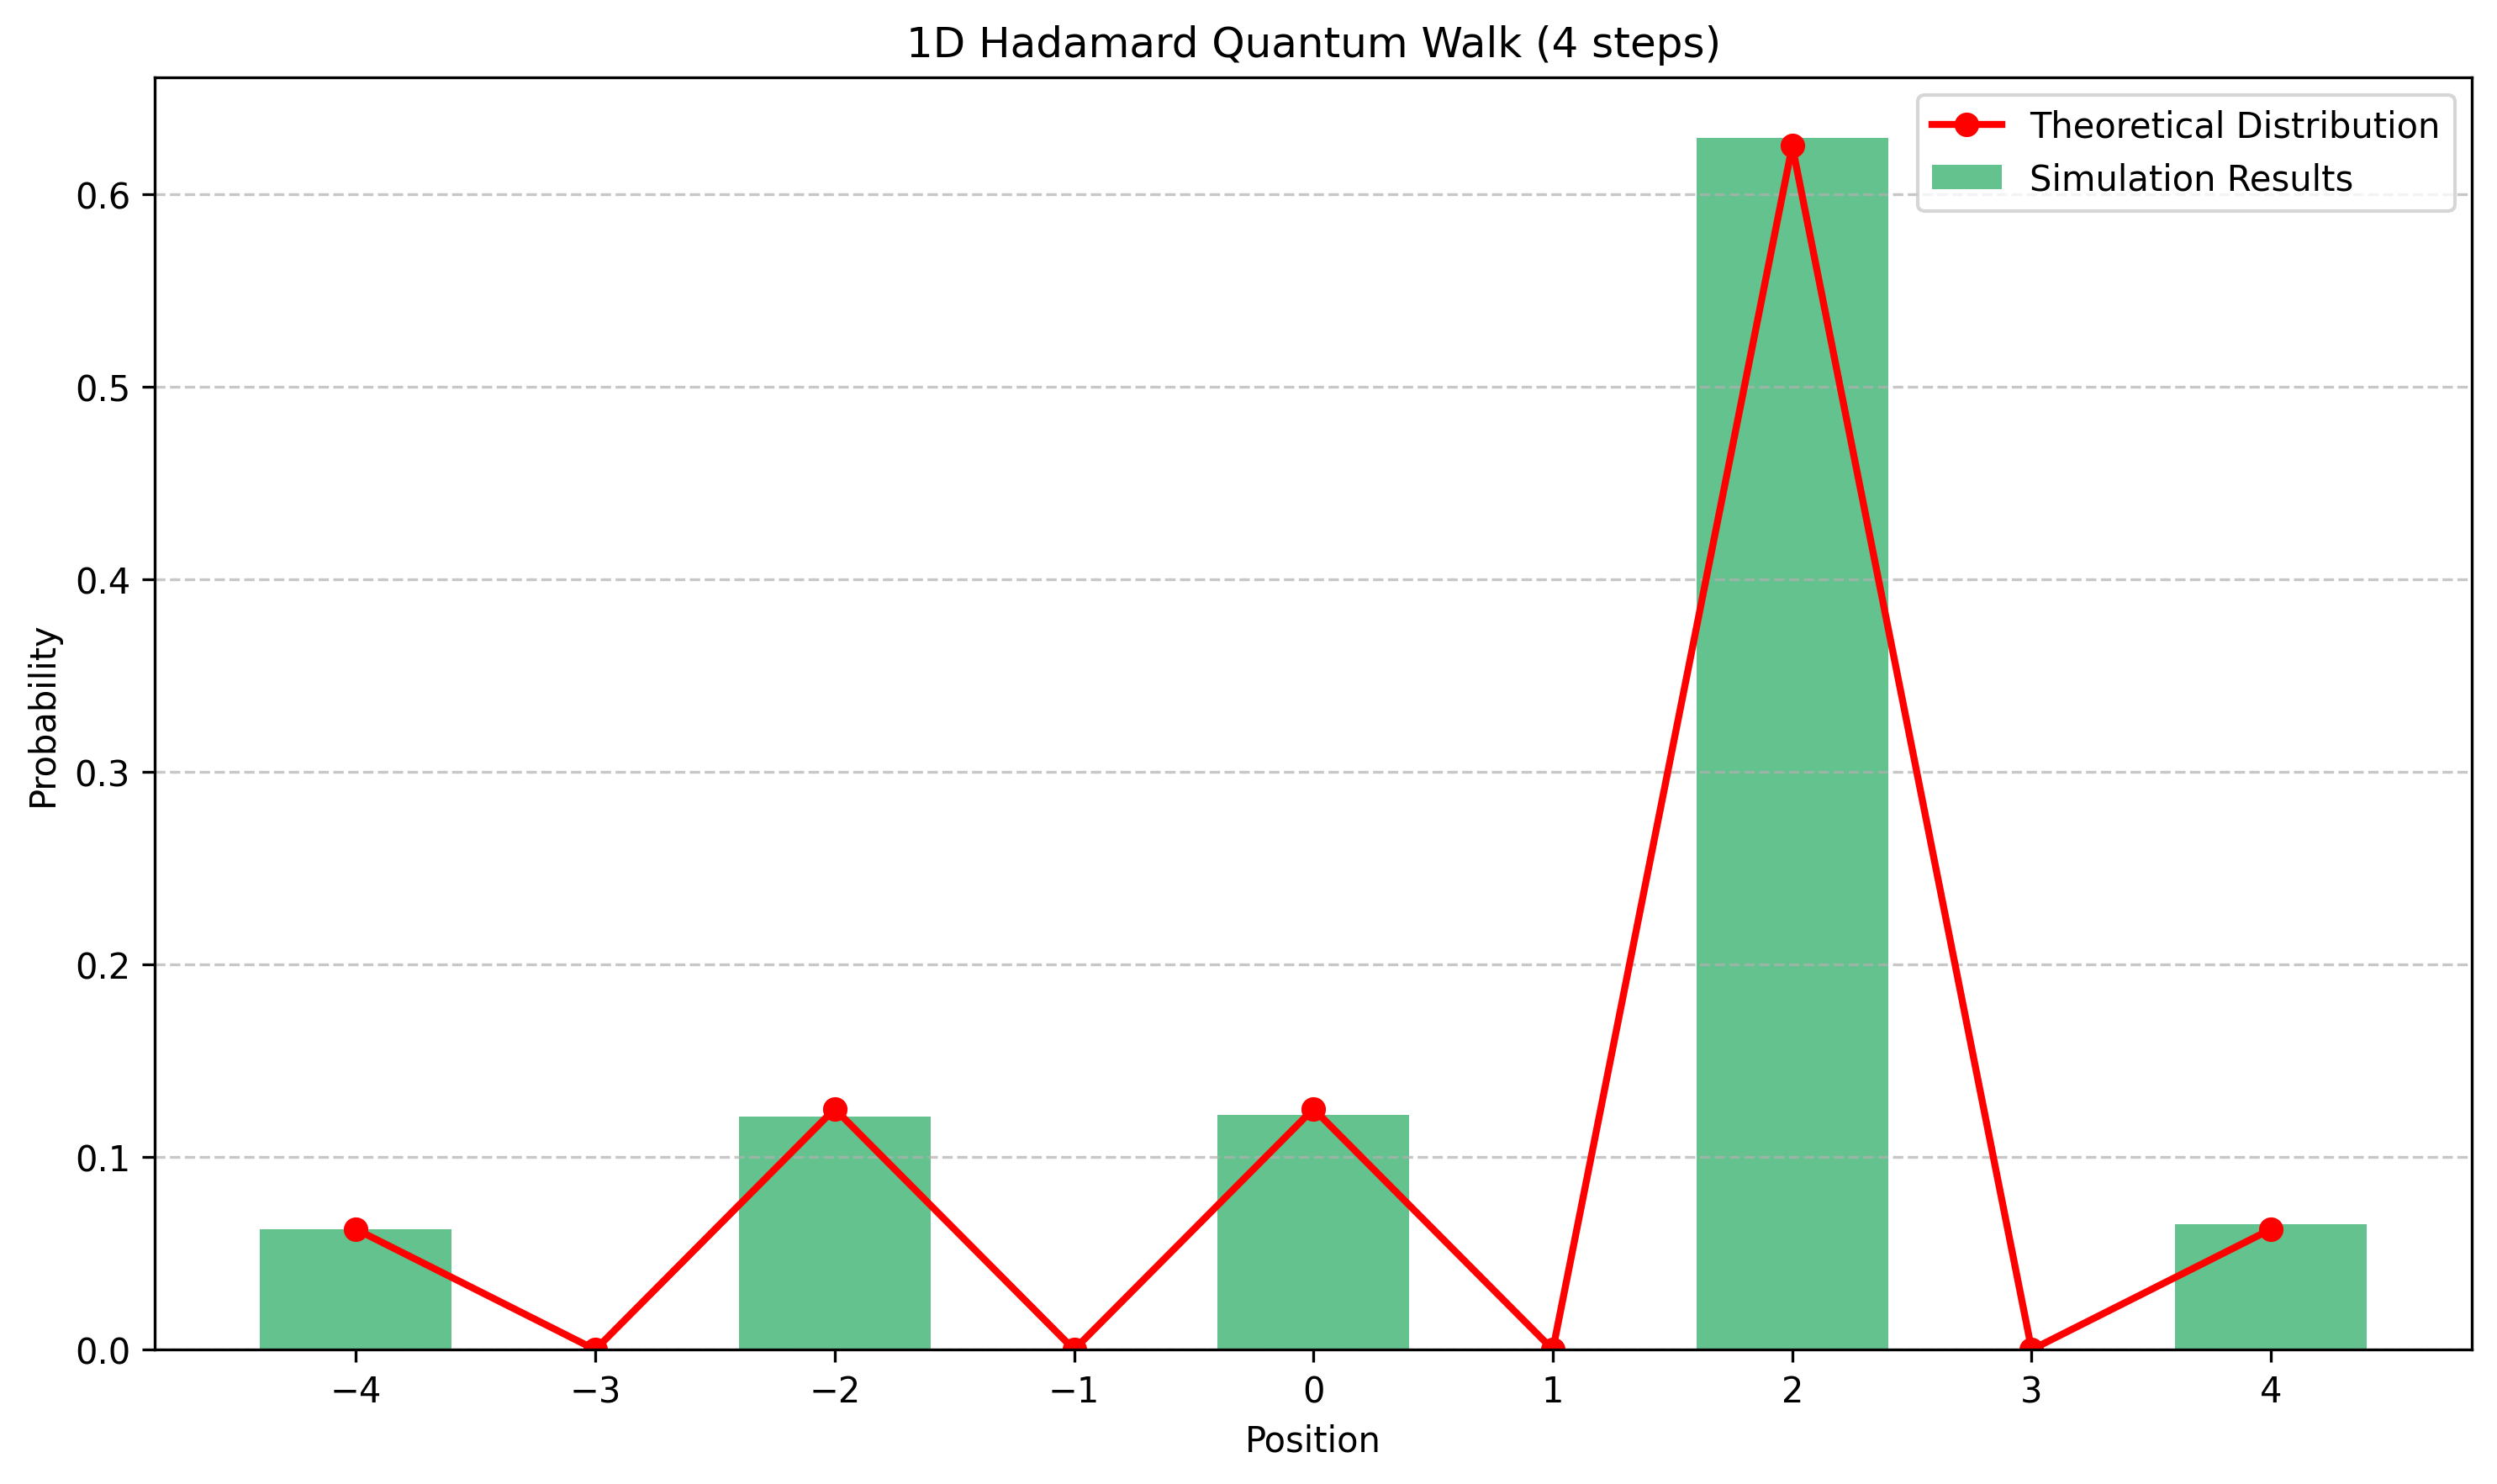 1D Hadamard Quantum Walk (4 steps)
Theoretical Distribution
Simulation Results
Probability
0.6
0.5
0.4
0.3
0.2
0.1
0.0
−4 −3 −2 −1 0 1 2 3 4
Position